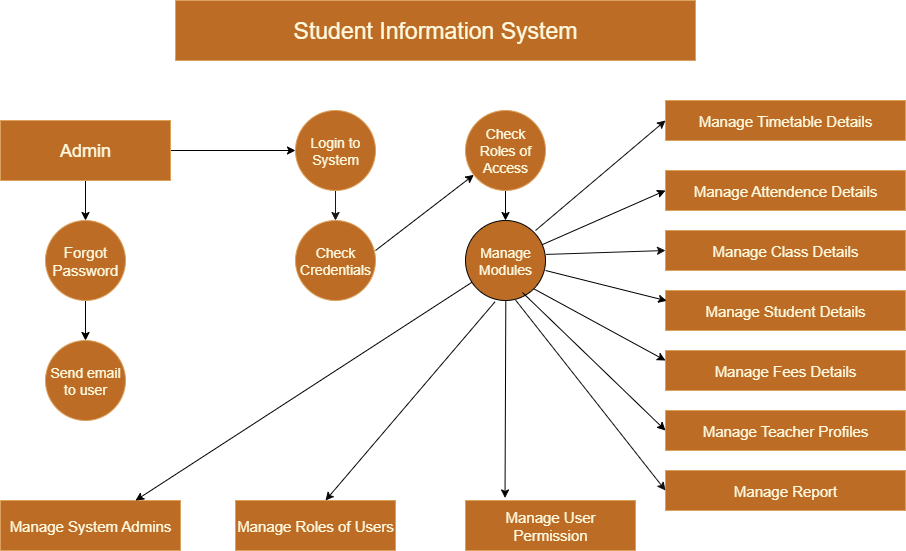 Student Information System
Admin
Login to
System
Check
Roles of
Access
Manage Timetable Details
Manage Attendence Details
Forgot
Password
Check
Credentials
Manage
Modules
Manage Class Details
Manage Student Details
Send email
to user
Manage Fees Details
Manage Teacher Profiles
Manage Report
Manage System Admins
Manage Roles of Users
Manage User
Permission